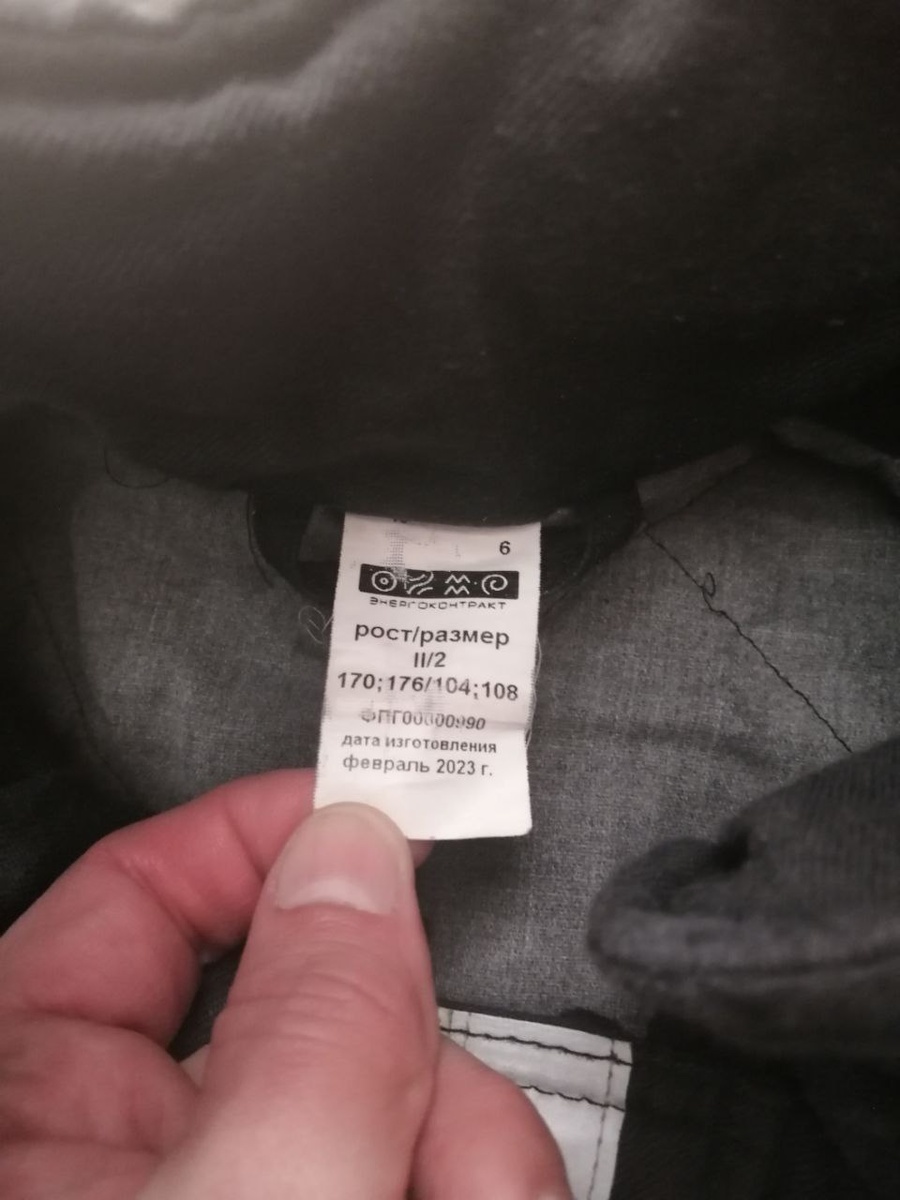 6
ЭНЕРГОКОНТРАКТ
рост/размер
II/2
170;176/104;108
ФПГ00000990
дата изготовления
февраль 2023 г.